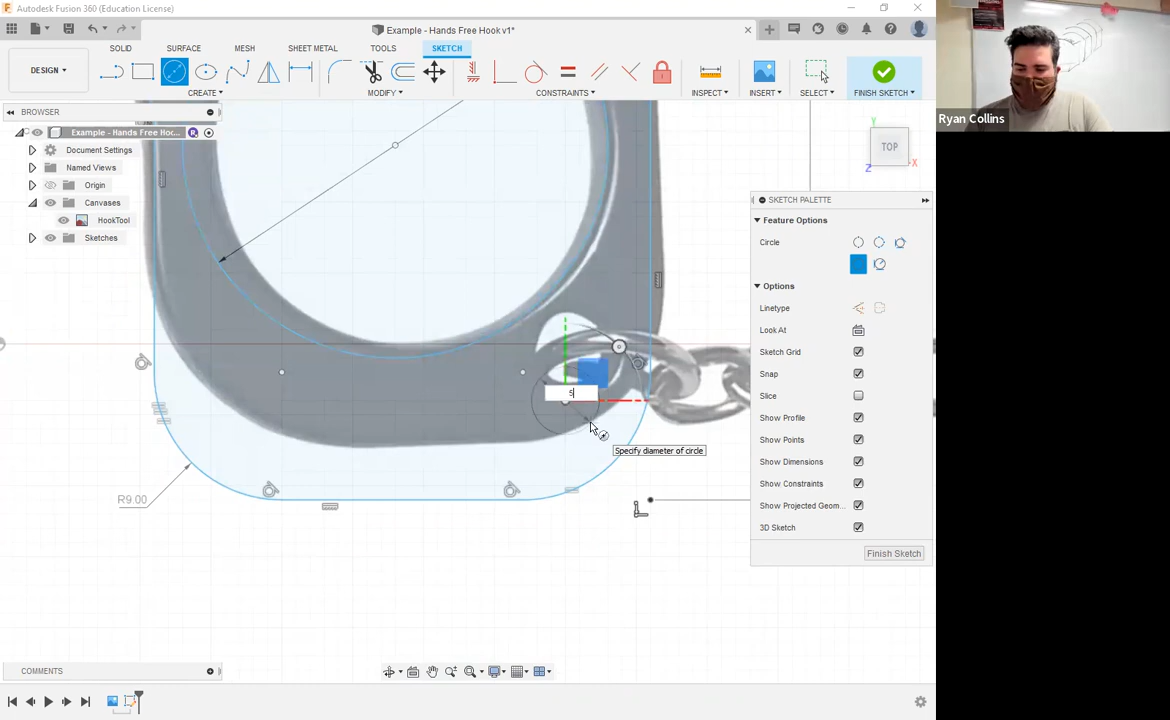 Autodesk Fusion 360 (Education License)
Example - Hands Free Hook v1*
SOLID SURFACE MESH SHEET METAL TOOLS SKETCH
DESIGN
CREATE MODIFY CONSTRAINTS INSPECT INSERT SELECT FINISH SKETCH
BROWSER
Example - Hands Free Hoo... R
Document Settings
Named Views
Origin
Canvases
HookTool
Sketches
Y
TOP
X
Z
SKETCH PALETTE
Feature Options
Circle
Options
Linetype
Look At
Sketch Grid
Snap
Slice
Show Profile
Show Points
Show Dimensions
Show Constraints
Show Projected Geom...
3D Sketch
Finish Sketch
5
Specify diameter of circle
R9.00
COMMENTS
Ryan Collins